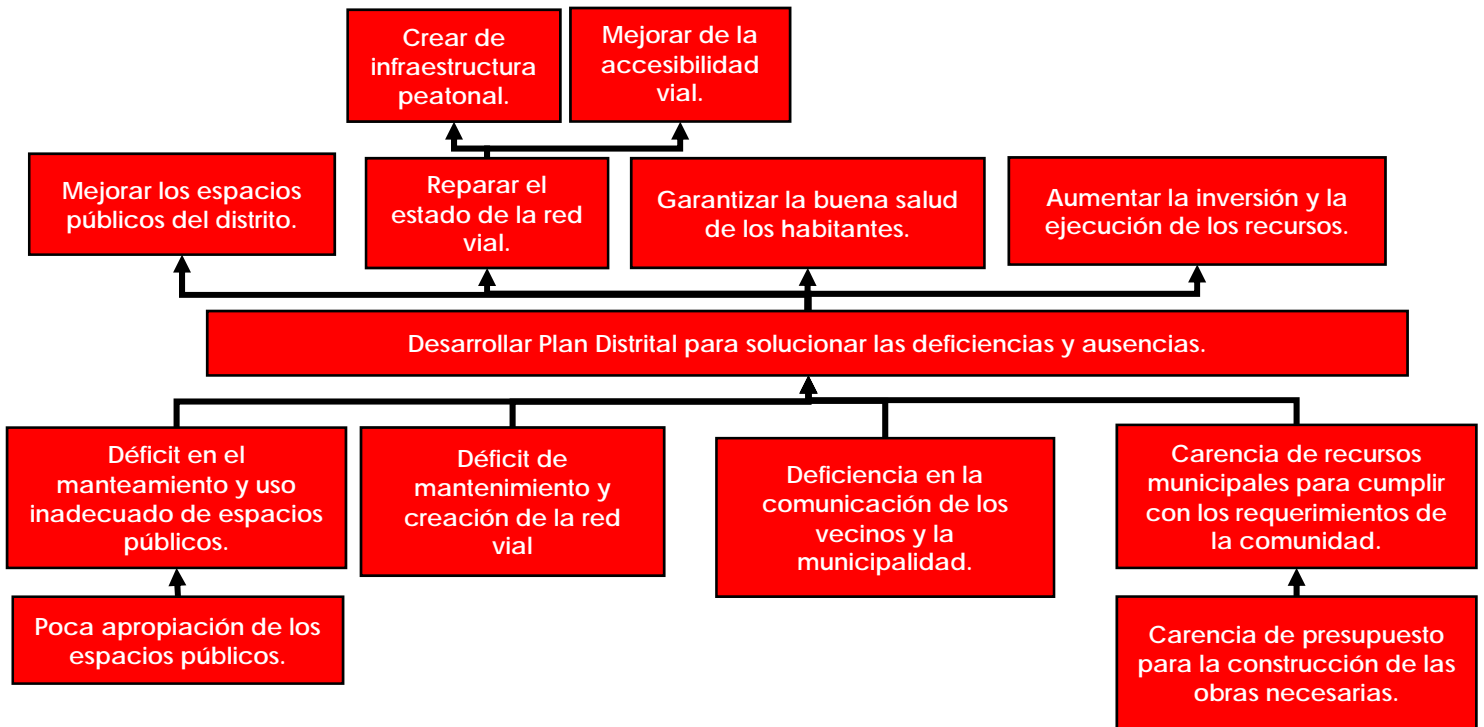 Crear de
infraestructura
peatonal.
Mejorar de la
accesibilidad
vial.
Mejorar los espacios
públicos del distrito.
Reparar el
estado de la red
vial.
Garantizar la buena salud
de los habitantes.
Aumentar la inversión y la
ejecución de los recursos.
Desarrollar Plan Distrital para solucionar las deficiencias y ausencias.
Déficit en el
manteamiento y uso
inadecuado de espacios
públicos.
Déficit de
mantenimiento y
creación de la red
vial
Deficiencia en la
comunicación de los
vecinos y la
municipalidad.
Carencia de recursos
municipales para cumplir
con los requerimientos de
la comunidad.
Poca apropiación de los
espacios públicos.
Carencia de presupuesto
para la construcción de las
obras necesarias.